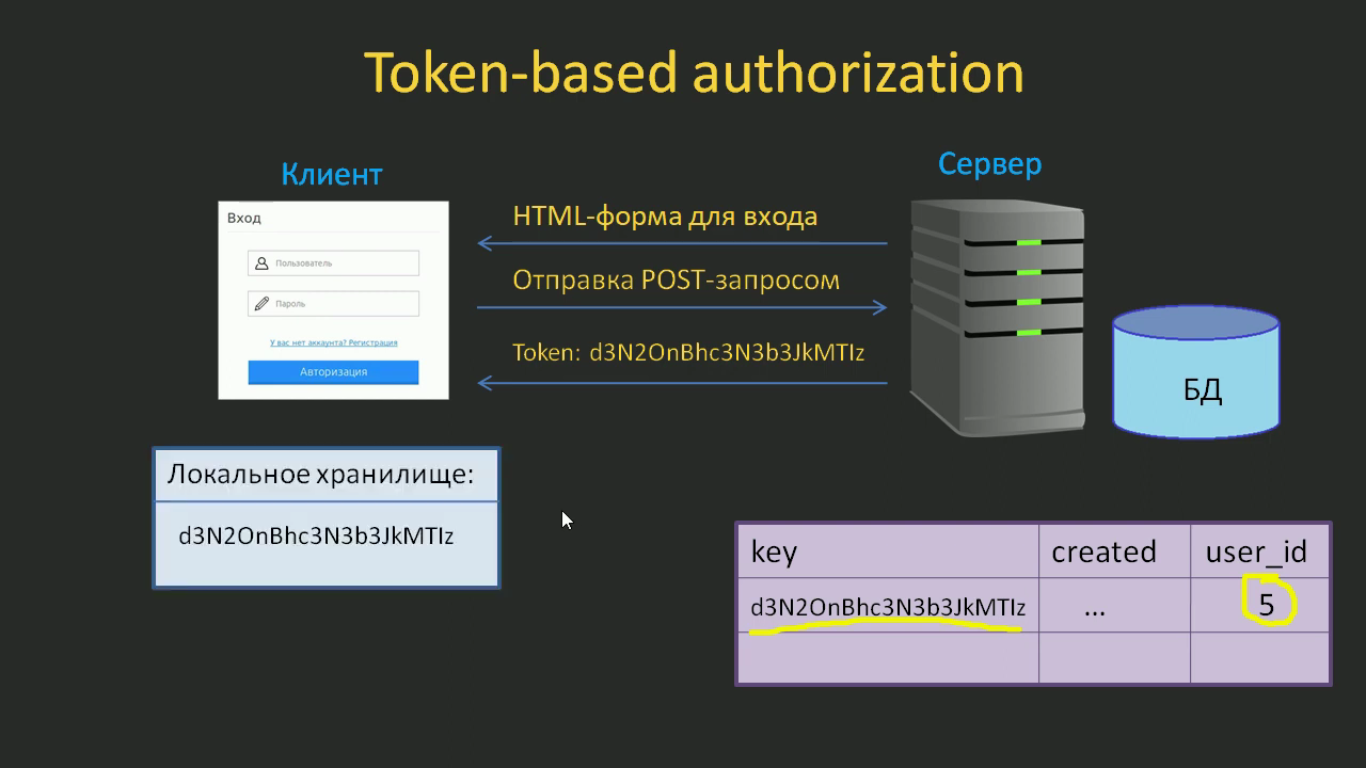 Token-based authorization
Клиент
Сервер
Вход
Пользователь
Пароль
У вас нет аккаунта? Регистрация
Авторизация
HTML-форма для входа
Отправка POST-запросом
Token: d3N2OnBhc3N3b3JkMTIz
БД
Локальное хранилище:
d3N2OnBhc3N3b3JkMTIz
key created user_id
d3N2OnBhc3N3b3JkMTIz ... 5